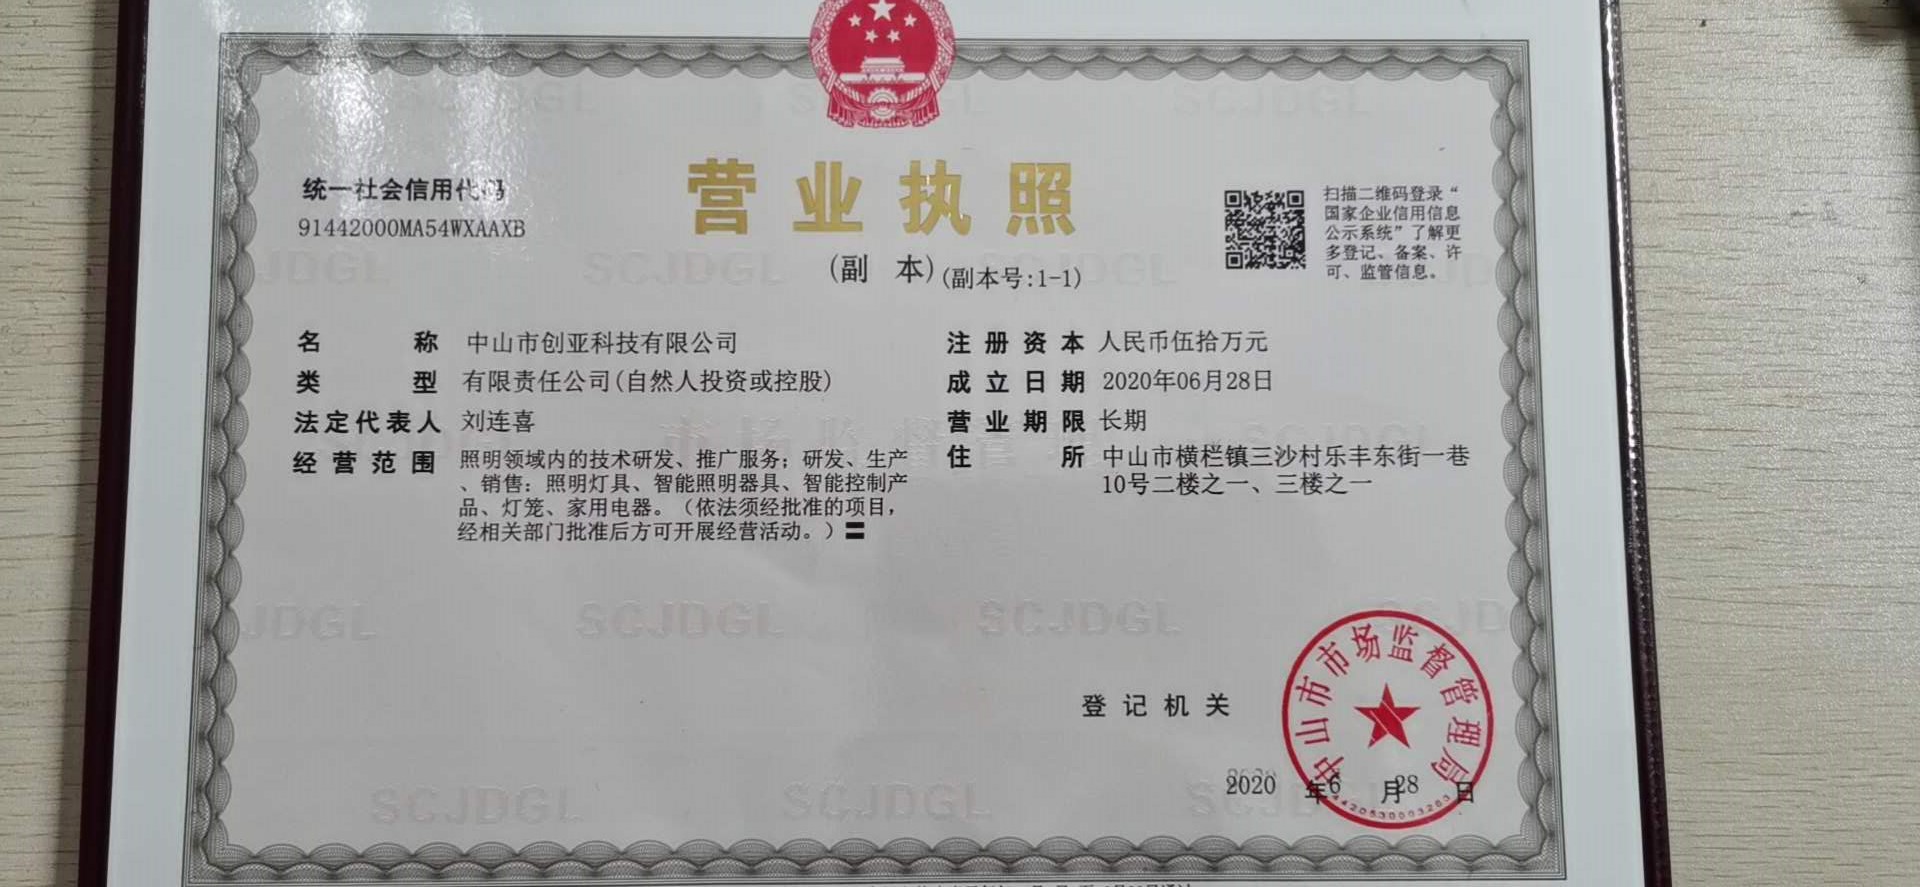 营业执照
(副 本)(副本号:1-1)
统一社会信用代码
91442000MA54WXAAXB
扫描二维码登录“
国家企业信用信息
公示系统”了解更
多登记、备案、许
可、监管信息。
名 称 中山市创亚科技有限公司
类 型 有限责任公司(自然人投资或控股)
法定代表人 刘连喜
经营范围 照明领域内的技术研发、推广服务；研发、生产
、销售：照明灯具、智能照明器具、智能控制产
品、灯笼、家用电器。（依法须经批准的项目，
经相关部门批准后方可开展经营活动。）〓
注册资本 人民币伍拾万元
成立日期 2020年06月28日
营业期限 长期
住 所 中山市横栏镇三沙村乐丰东街一巷
10号二楼之一、三楼之一
登记机关
中山市市场监督管理局
2020 年6 月28 日
SCJDGL